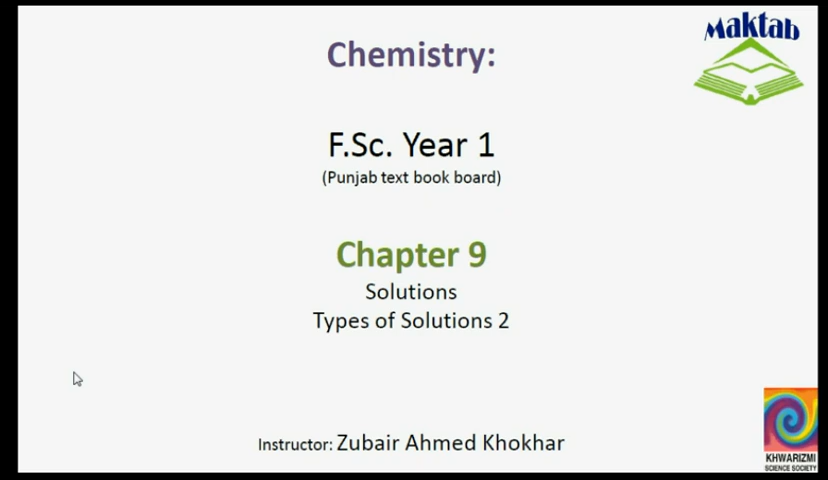 Maktab
Chemistry:
F.Sc. Year 1
(Punjab text book board)
Chapter 9
Solutions
Types of Solutions 2
Instructor: Zubair Ahmed Khokhar
KHWARIZMI
SCIENCE SOCIETY